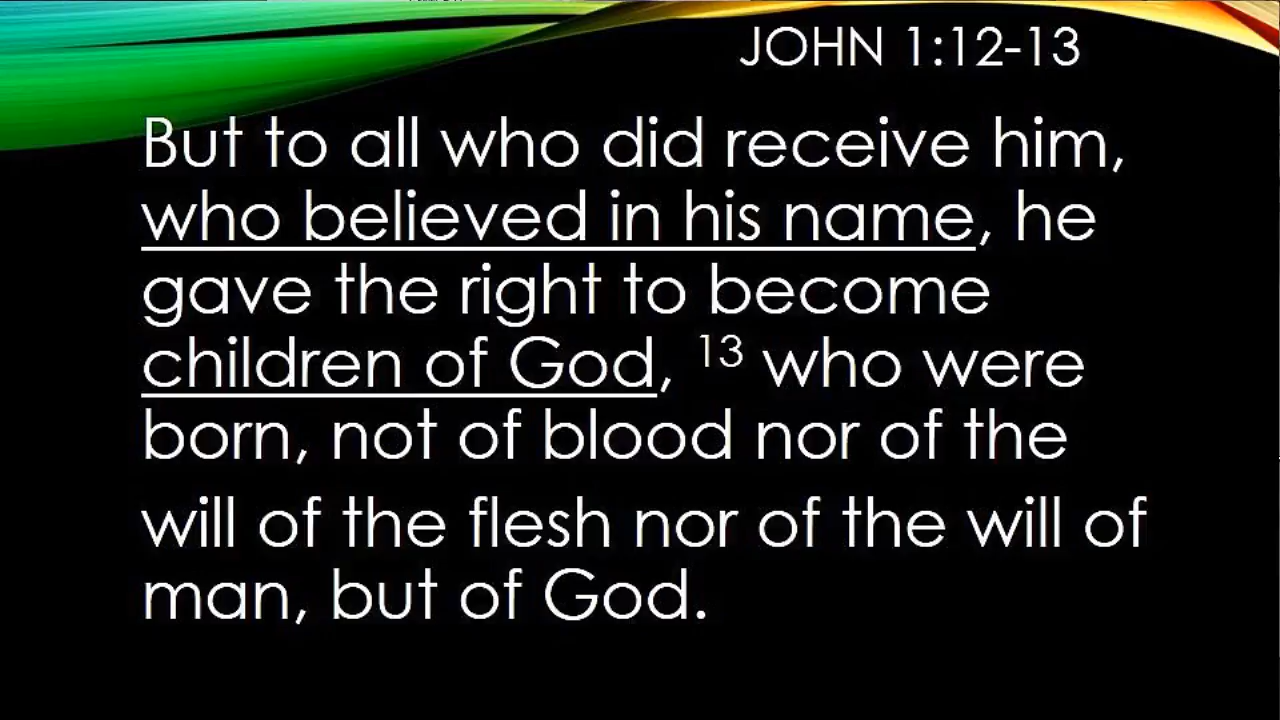 JOHN 1:12-13
But to all who did receive him,
who believed in his name, he
gave the right to become
children of God, ¹³ who were
born, not of blood nor of the
will of the flesh nor of the will of
man, but of God.